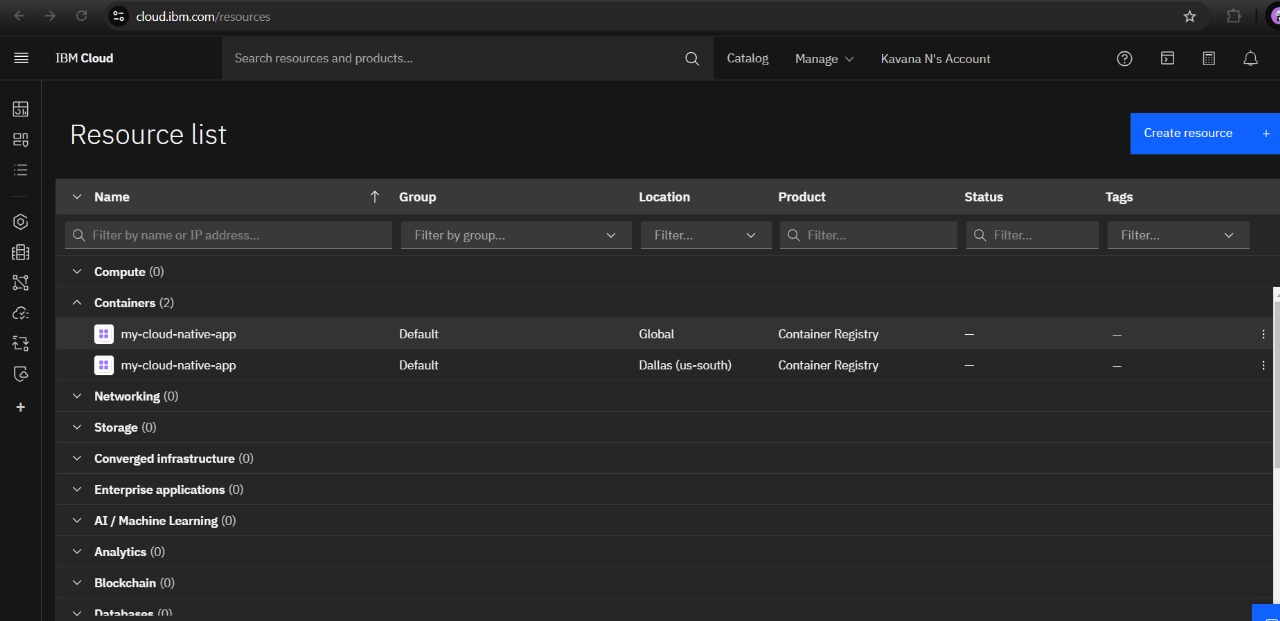 cloud.ibm.com/resources
IBM Cloud Search resources and products... Catalog Manage Kavana N's Account
Resource list
Create resource +
Name Group Location Product Status Tags
Filter by name or IP address... Filter by group... Filter... Filter... Filter... Filter...
Compute (0)
Containers (2)
my-cloud-native-app Default Global Container Registry — —
my-cloud-native-app Default Dallas (us-south) Container Registry — —
Networking (0)
Storage (0)
Converged infrastructure (0)
Enterprise applications (0)
AI / Machine Learning (0)
Analytics (0)
Blockchain (0)
Databases (0)